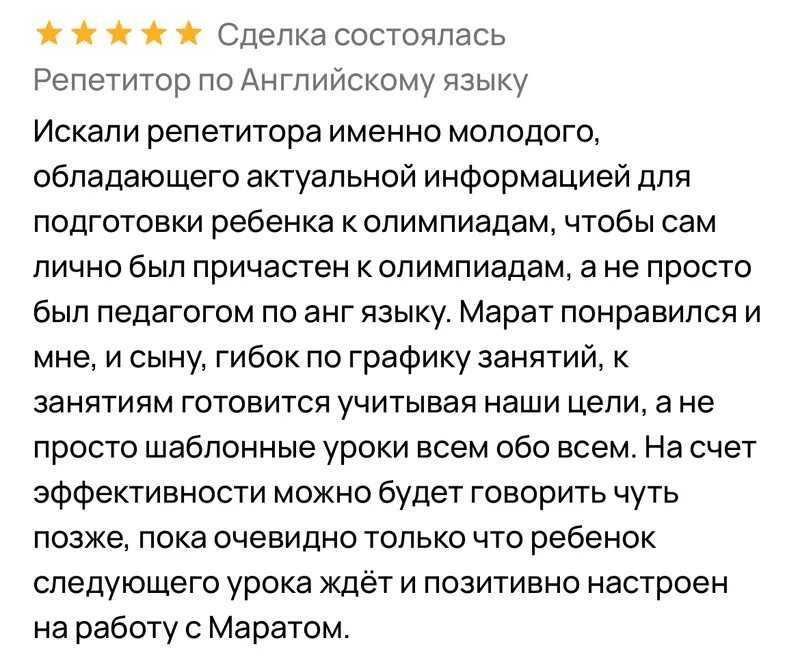 Сделка состоялась
Репетитор по Английскому языку
Искали репетитора именно молодого,
обладающего актуальной информацией для
подготовки ребенка к олимпиадам, чтобы сам
лично был причастен к олимпиадам, а не просто
был педагогом по анг языку. Марат понравился и
мне, и сыну, гибок по графику занятий, к
занятиям готовится учитывая наши цели, а не
просто шаблонные уроки всем обо всем. На счет
эффективности можно будет говорить чуть
позже, пока очевидно только что ребенок
следующего урока ждёт и позитивно настроен
на работу с Маратом.